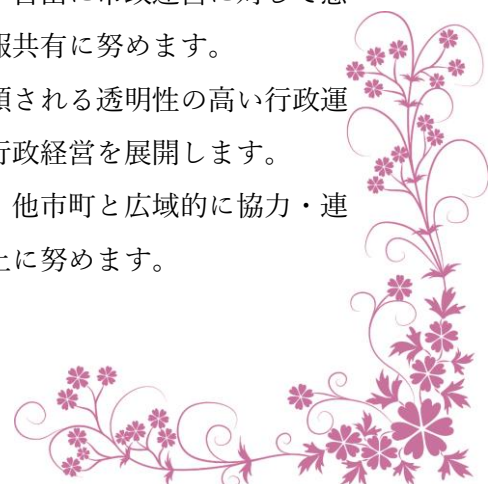 に市政運営に対して意
報共有に努めます。
頼される透明性の高い行政運
行政経営を展開します。
他市町と広域的に協力・連
上に努めます。